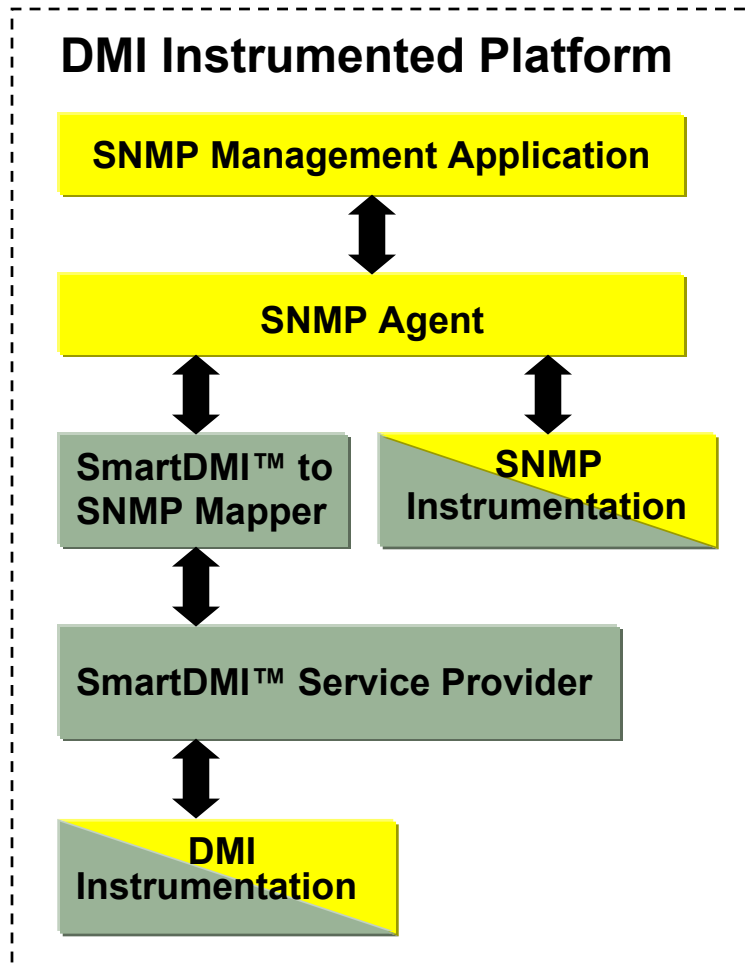 DMI Instrumented Platform
SNMP Management Application
SNMP Agent
SmartDMI™ to
SNMP Mapper
SNMP
Instrumentation
SmartDMI™ Service Provider
DMI
Instrumentation